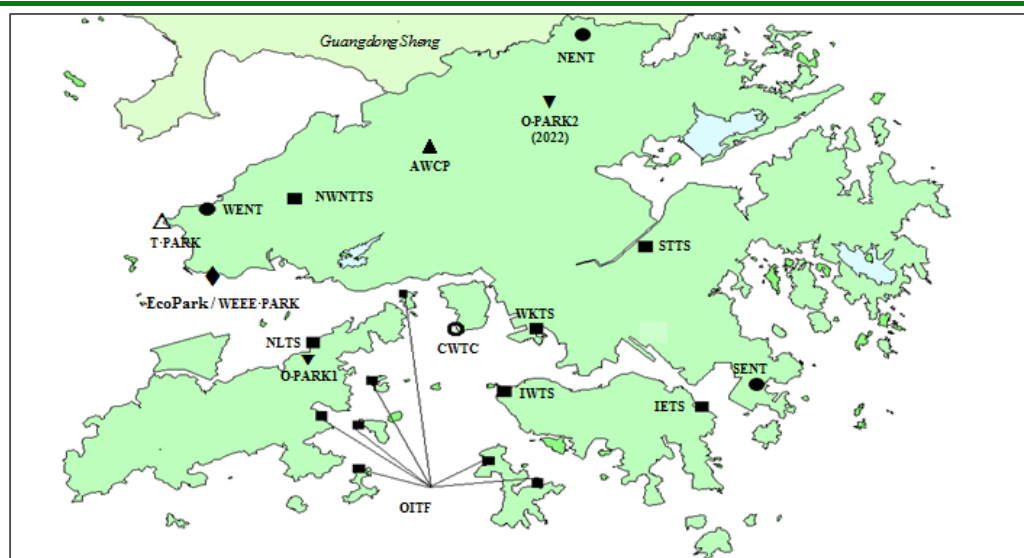 Guangdong Sheng
NENT
O·PARK2
(2022)
AWCP
NWNTTS
WENT
T·PARK
STTS
EcoPark / WEEE·PARK
WKTS
NLTS
CWTC
O·PARK1
SENT
IWTS
IETS
OITF